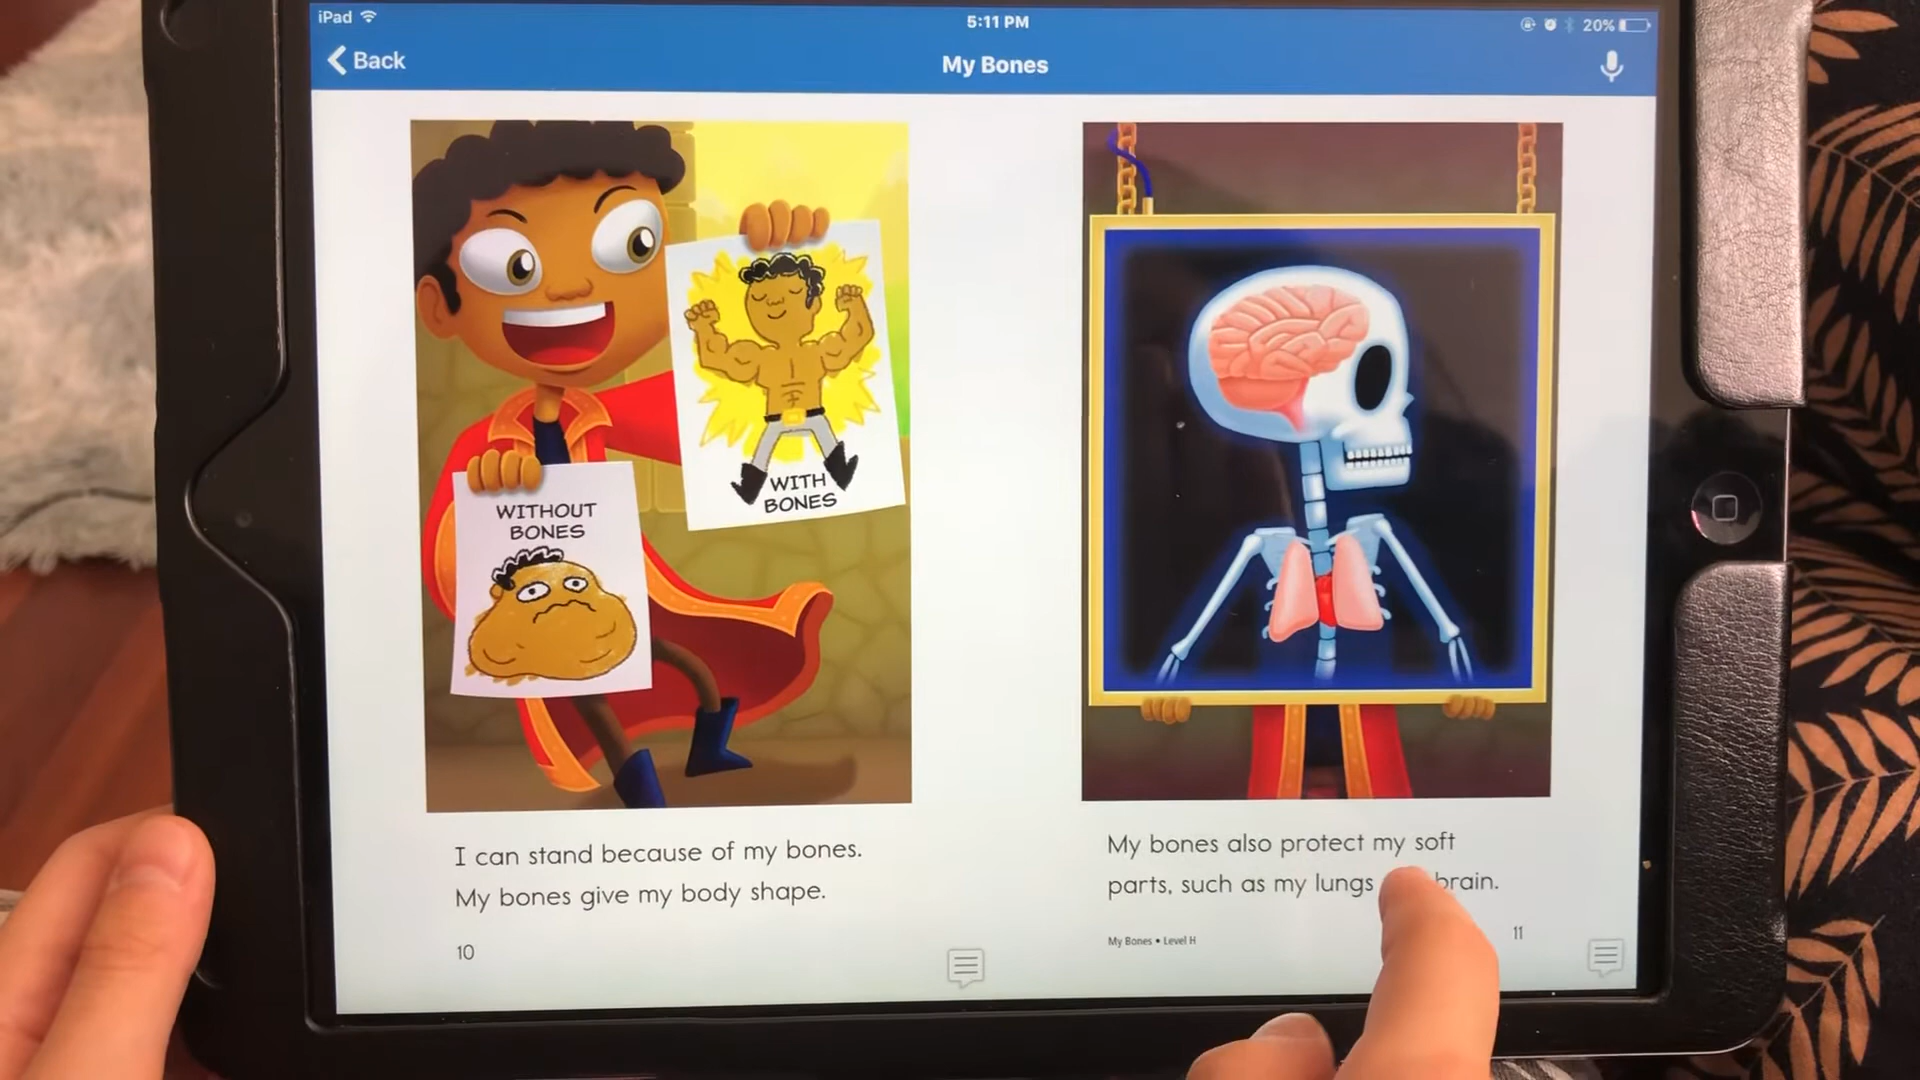 iPad
5:11 PM
20%
Back
My Bones
WITH
BONES
WITHOUT
BONES
I can stand because of my bones.
My bones give my body shape.
10
My bones also protect my soft
parts, such as my lungs brain.
My Bones • Level H
11